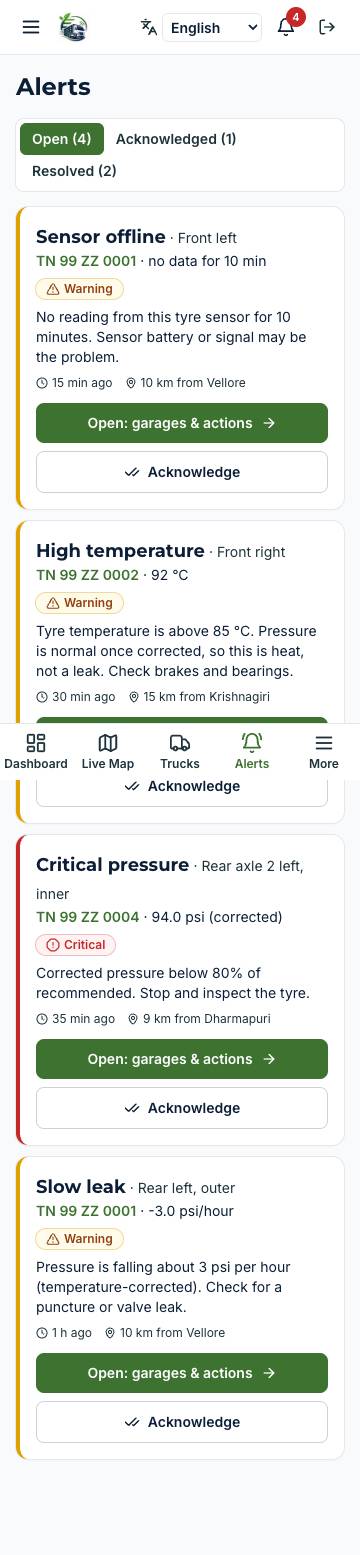 English
4
Alerts
Open (4)
Acknowledged (1)
Resolved (2)
Sensor offline · Front left
TN 99 ZZ 0001 · no data for 10 min
Warning
No reading from this tyre sensor for 10
minutes. Sensor battery or signal may be
the problem.
15 min ago
10 km from Vellore
Open: garages & actions
Acknowledge
High temperature · Front right
TN 99 ZZ 0002 · 92 °C
Warning
Tyre temperature is above 85 °C. Pressure
is normal once corrected, so this is heat,
not a leak. Check brakes and bearings.
30 min ago
15 km from Krishnagiri
Dashboard
Live Map
Trucks
Alerts
More
Acknowledge
Critical pressure · Rear axle 2 left,
inner
TN 99 ZZ 0004 · 94.0 psi (corrected)
Critical
Corrected pressure below 80% of
recommended. Stop and inspect the tyre.
35 min ago
9 km from Dharmapuri
Open: garages & actions
Acknowledge
Slow leak · Rear left, outer
TN 99 ZZ 0001 · -3.0 psi/hour
Warning
Pressure is falling about 3 psi per hour
(temperature-corrected). Check for a
puncture or valve leak.
1 h ago
10 km from Vellore
Open: garages & actions
Acknowledge